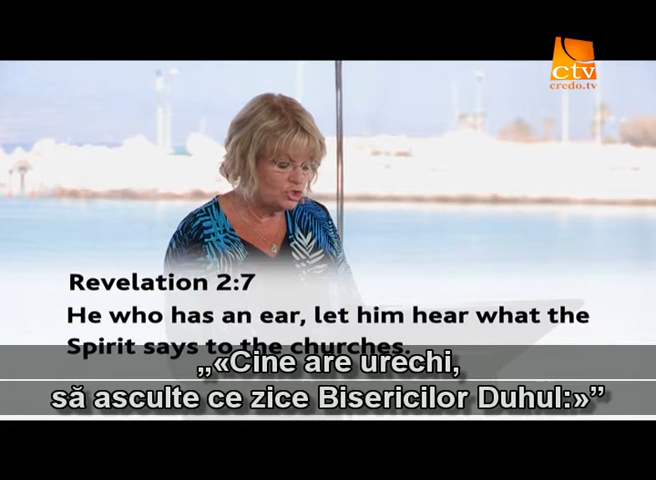 ctv
credo.tv
Revelation 2:7
He who has an ear, let him hear what the
Spirit says to the churches.
„«Cine are urechi,
să asculte ce zice Bisericilor Duhul:»”